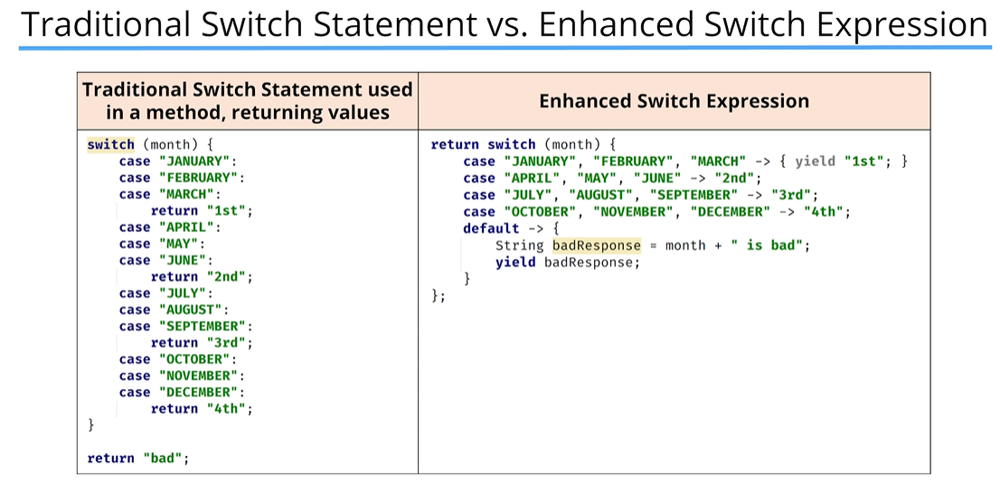 Traditional Switch Statement vs. Enhanced Switch Expression
Traditional Switch Statement used
in a method, returning values
switch (month) {
    case "JANUARY":
    case "FEBRUARY":
    case "MARCH":
        return "1st";
    case "APRIL":
    case "MAY":
    case "JUNE":
        return "2nd";
    case "JULY":
    case "AUGUST":
    case "SEPTEMBER":
        return "3rd";
    case "OCTOBER":
    case "NOVEMBER":
    case "DECEMBER":
        return "4th";
}
return "bad";
Enhanced Switch Expression
return switch (month) {
    case "JANUARY", "FEBRUARY", "MARCH" -> { yield "1st"; }
    case "APRIL", "MAY", "JUNE" -> "2nd";
    case "JULY", "AUGUST", "SEPTEMBER" -> "3rd";
    case "OCTOBER", "NOVEMBER", "DECEMBER" -> "4th";
    default -> {
        String badResponse = month + " is bad";
        yield badResponse;
    }
};